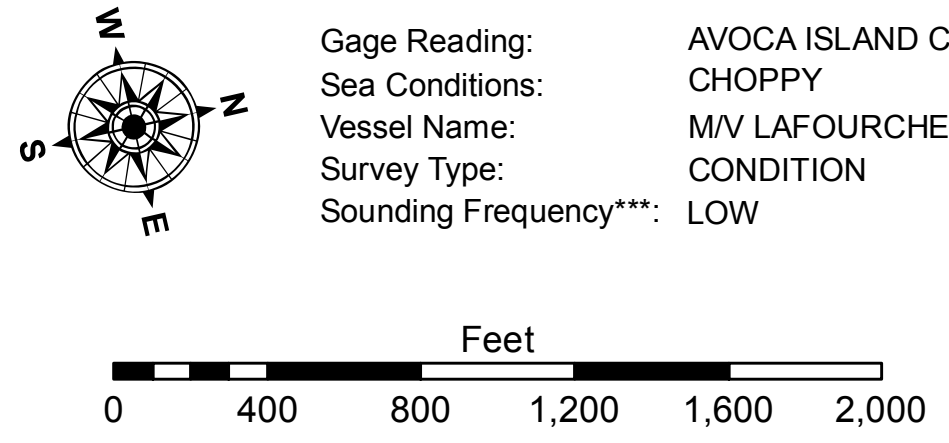 W
N
S
E
Gage Reading: AVOCA ISLAND C
Sea Conditions: CHOPPY
Vessel Name: M/V LAFOURCHE
Survey Type: CONDITION
Sounding Frequency***: LOW
Feet
0 400 800 1,200 1,600 2,000